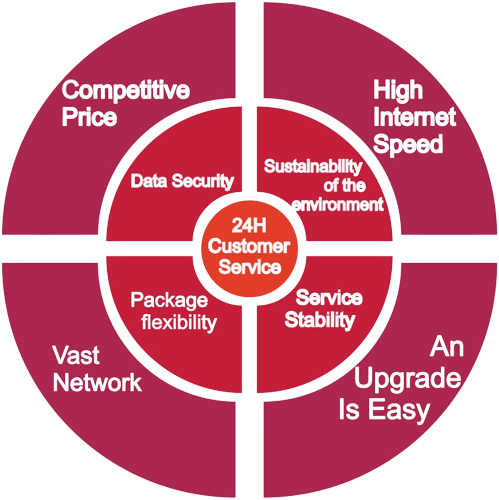 Competitive
Price
High
Internet
Speed
Data Security
Sustainability
of the
environment
24H
Customer
Service
Package
flexibility
Service
Stability
Vast
Network
An
Upgrade
Is Easy